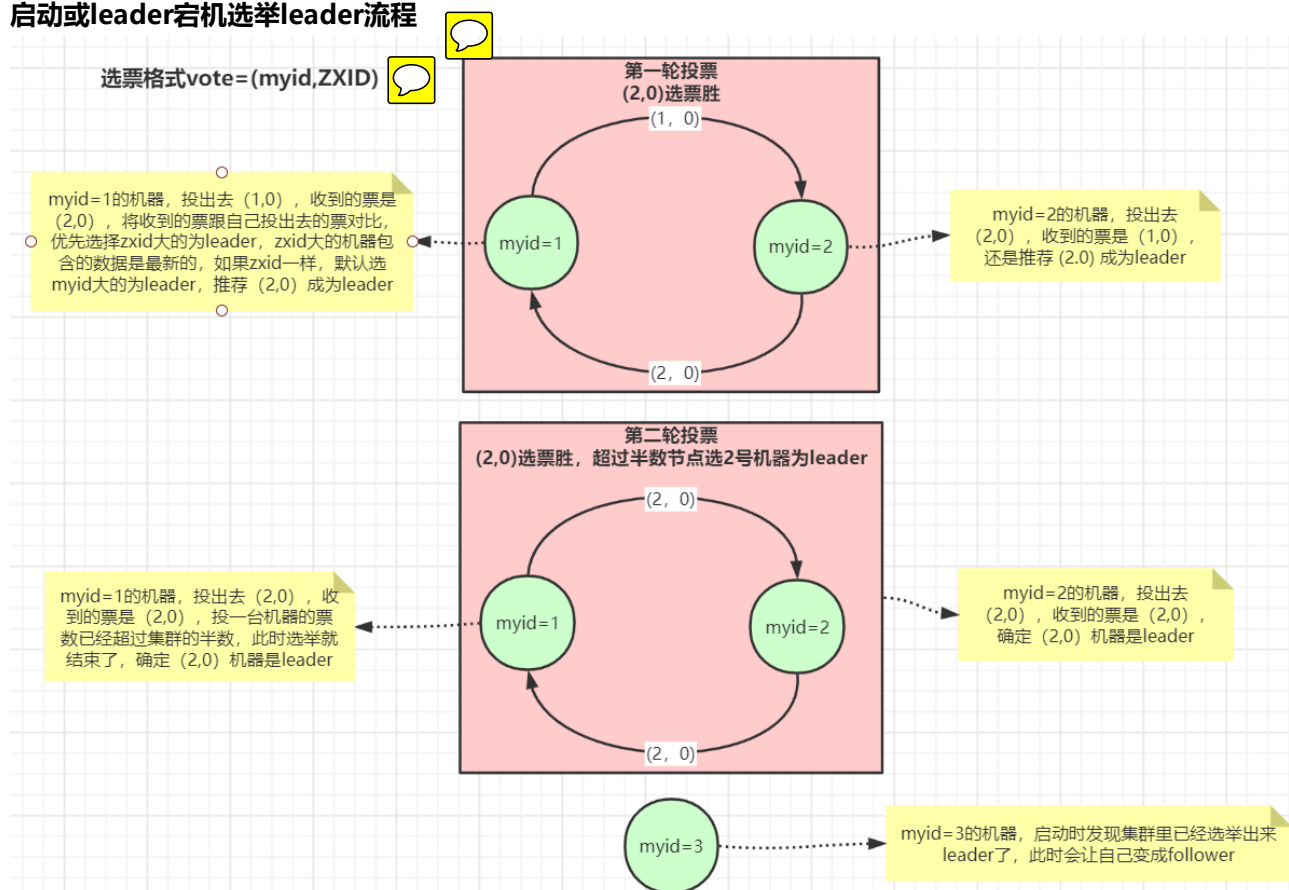 启动或leader宕机选举leader流程
选票格式vote=(myid,ZXID)
第一轮投票
(2,0)选票胜
(1，0)
myid=1的机器，投出去（1,0），收到的票是
（2,0），将收到的票跟自己投出去的票对比，
优先选择zxid大的为leader，zxid大的机器包
含的数据是最新的，如果zxid一样，默认选
myid大的为leader，推荐（2,0）成为leader
myid=1
myid=2
myid=2的机器，投出去
（2,0），收到的票是（1,0），
还是推荐 (2.0) 成为leader
(2，0)
第二轮投票
(2,0)选票胜，超过半数节点选2号机器为leader
(2，0)
myid=1的机器，投出去（2,0），收
到的票是（2,0），投一台机器的票
数已经超过集群的半数，此时选举就
结束了，确定（2,0）机器是leader
myid=1
myid=2
myid=2的机器，投出去
（2,0），收到的票是（2,0），
确定（2,0）机器是leader
(2，0)
myid=3
myid=3的机器，启动时发现集群里已经选举出来
leader了，此时会让自己变成follower